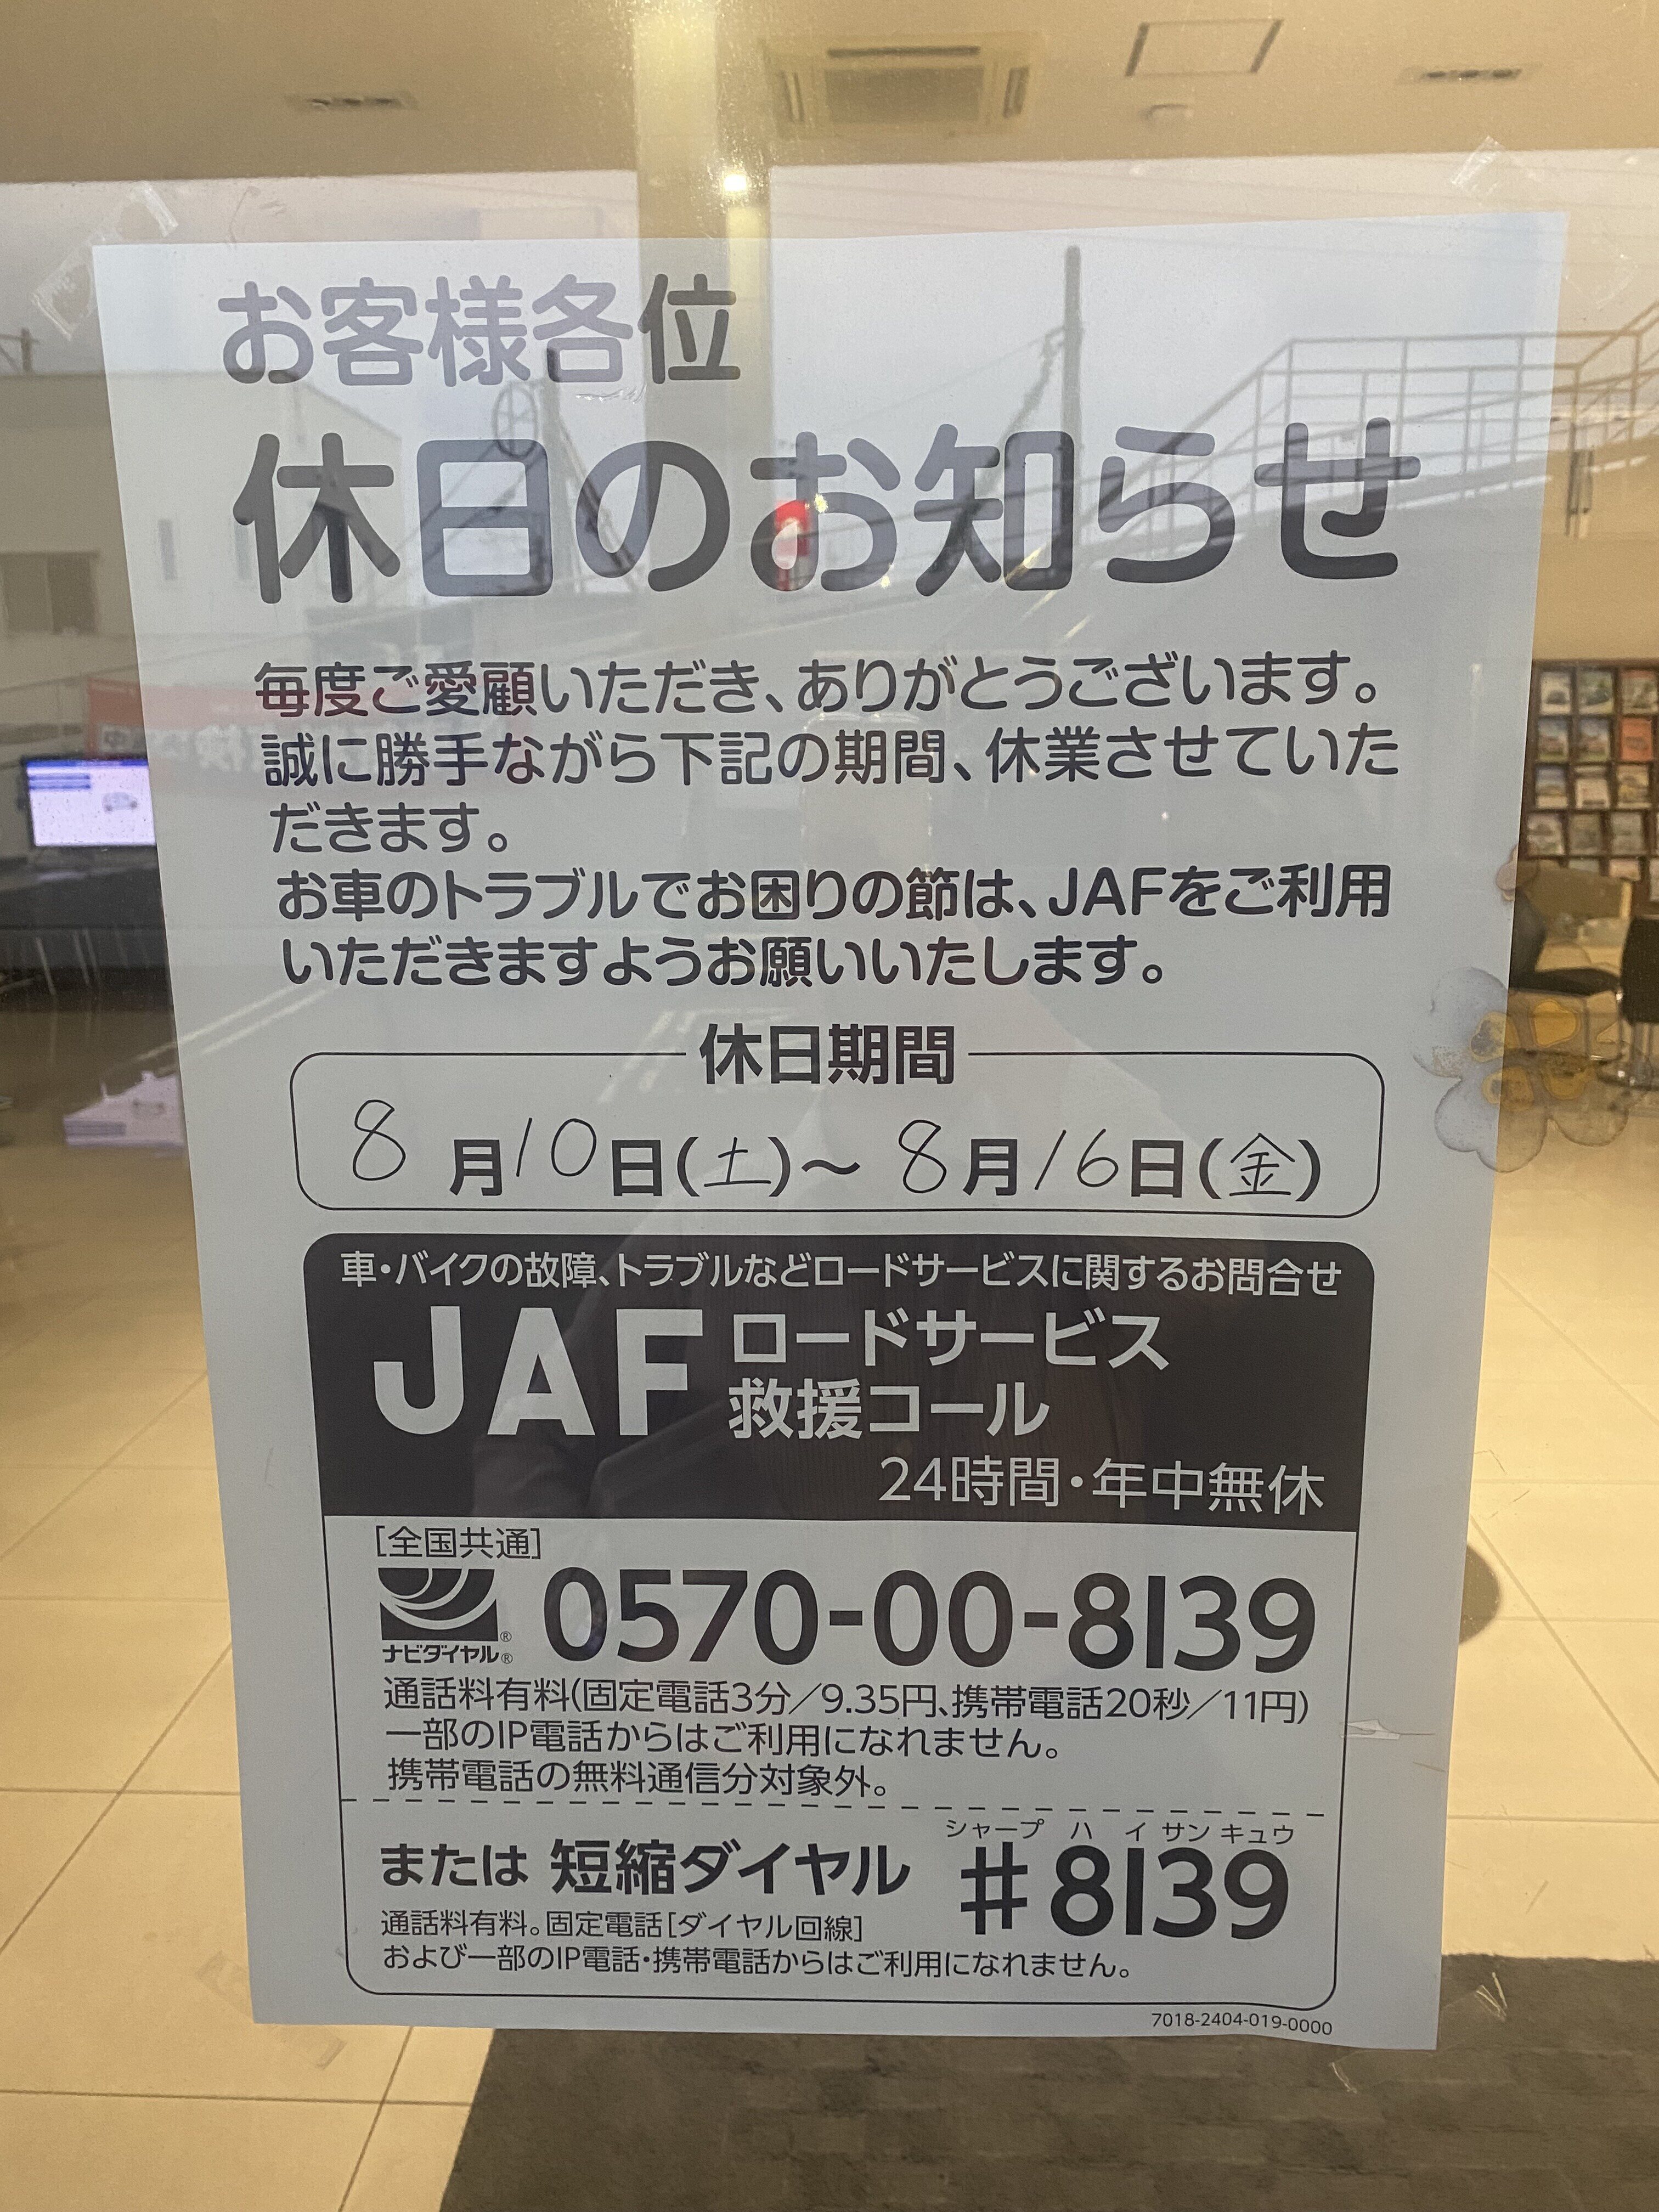 お客様各位
休日のお知らせ
毎度ご愛顧いただき、ありがとうございます。
誠に勝手ながら下記の期間、休業させていた
だきます。
お車のトラブルでお困りの節は、JAFをご利用
いただきますようお願いいたします。
休日期間
8月10日(土)～8月16日(金)
車・バイクの故障、トラブルなどロードサービスに関するお問合せ
JAF ロードサービス
救援コール
24時間・年中無休
[全国共通]
ナビダイヤル® 0570-00-8139
通話料有料(固定電話3分／9.35円、携帯電話20秒／11円)
一部のIP電話からはご利用になれません。
携帯電話の無料通信分対象外。
シャープ ハ イ サン キュウ
または 短縮ダイヤル #8139
通話料有料。固定電話[ダイヤル回線]
および一部のIP電話・携帯電話からはご利用になれません。
7018-2404-019-0000